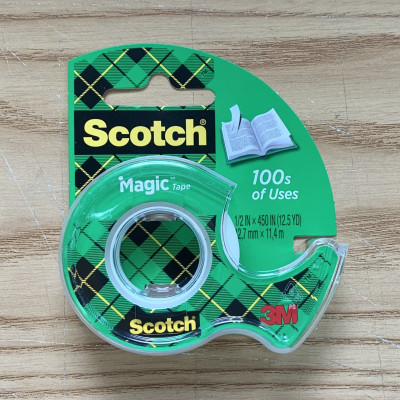 Scotch®
Magic™ Tape
100s
of Uses
1/2 IN × 450 IN (12.5 YD)
12.7 mm × 11.4 m
Scotch
3M